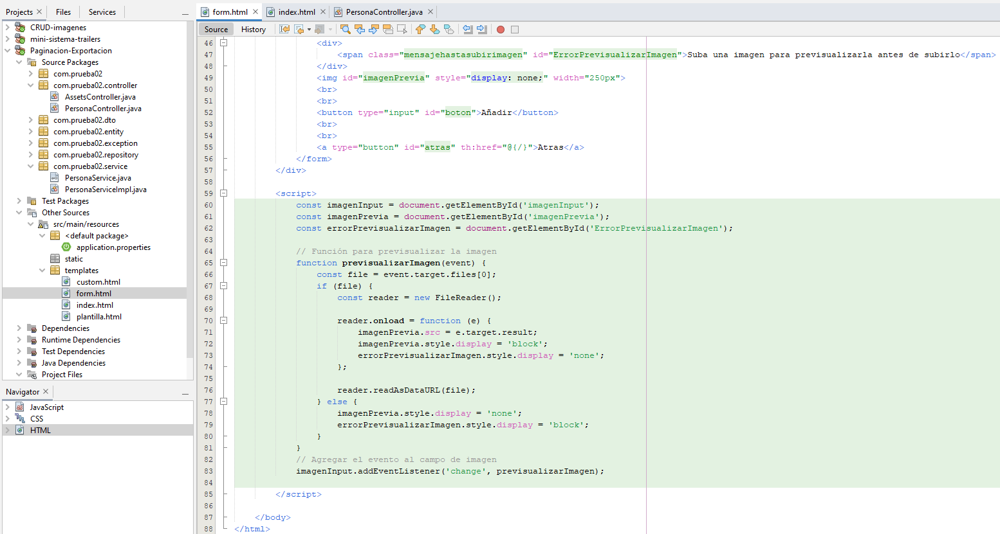 Projects
Files
Services
CRUD-imagenes
mini-sistema-trailers
Paginacion-Exportacion
Source Packages
com.prueba02
com.prueba02.controller
AssetsController.java
PersonaController.java
com.prueba02.dto
com.prueba02.entity
com.prueba02.exception
com.prueba02.repository
com.prueba02.service
PersonaService.java
PersonaServiceImpl.java
Test Packages
Other Sources
src/main/resources
<default package>
application.properties
static
templates
custom.html
form.html
index.html
plantilla.html
Dependencies
Runtime Dependencies
Test Dependencies
Java Dependencies
Project Files
Navigator
JavaScript
CSS
HTML
form.html
index.html
PersonaController.java
Source
History
46 <div>
47 <span class="mensajehastasubirimagen" id="ErrorPrevisualizarImagen">Suba una imagen para previsualizarla antes de subirlo</span>
48 </div>
49 <img id="imagenPrevia" style="display: none;" width="250px">
50 <br>
51 <br>
52 <button type="input" id="boton">Añadir</button>
53 <br>
54 <br>
55 <a type="button" id="atras" th:href="@{/}">Atras</a>
56 </form>
57 </div>
58
59 <script>
60 const imagenInput = document.getElementById('imagenInput');
61 const imagenPrevia = document.getElementById('imagenPrevia');
62 const errorPrevisualizarImagen = document.getElementById('ErrorPrevisualizarImagen');
63
64 // Función para previsualizar la imagen
65 function previsualizarImagen(event) {
66 const file = event.target.files[0];
67 if (file) {
68 const reader = new FileReader();
69
70 reader.onload = function (e) {
71 imagenPrevia.src = e.target.result;
72 imagenPrevia.style.display = 'block';
73 errorPrevisualizarImagen.style.display = 'none';
74 };
75
76 reader.readAsDataURL(file);
77 } else {
78 imagenPrevia.style.display = 'none';
79 errorPrevisualizarImagen.style.display = 'block';
80 }
81 }
82 // Agregar el evento al campo de imagen
83 imagenInput.addEventListener('change', previsualizarImagen);
84
85 </script>
86
87 </body>
88 </html>